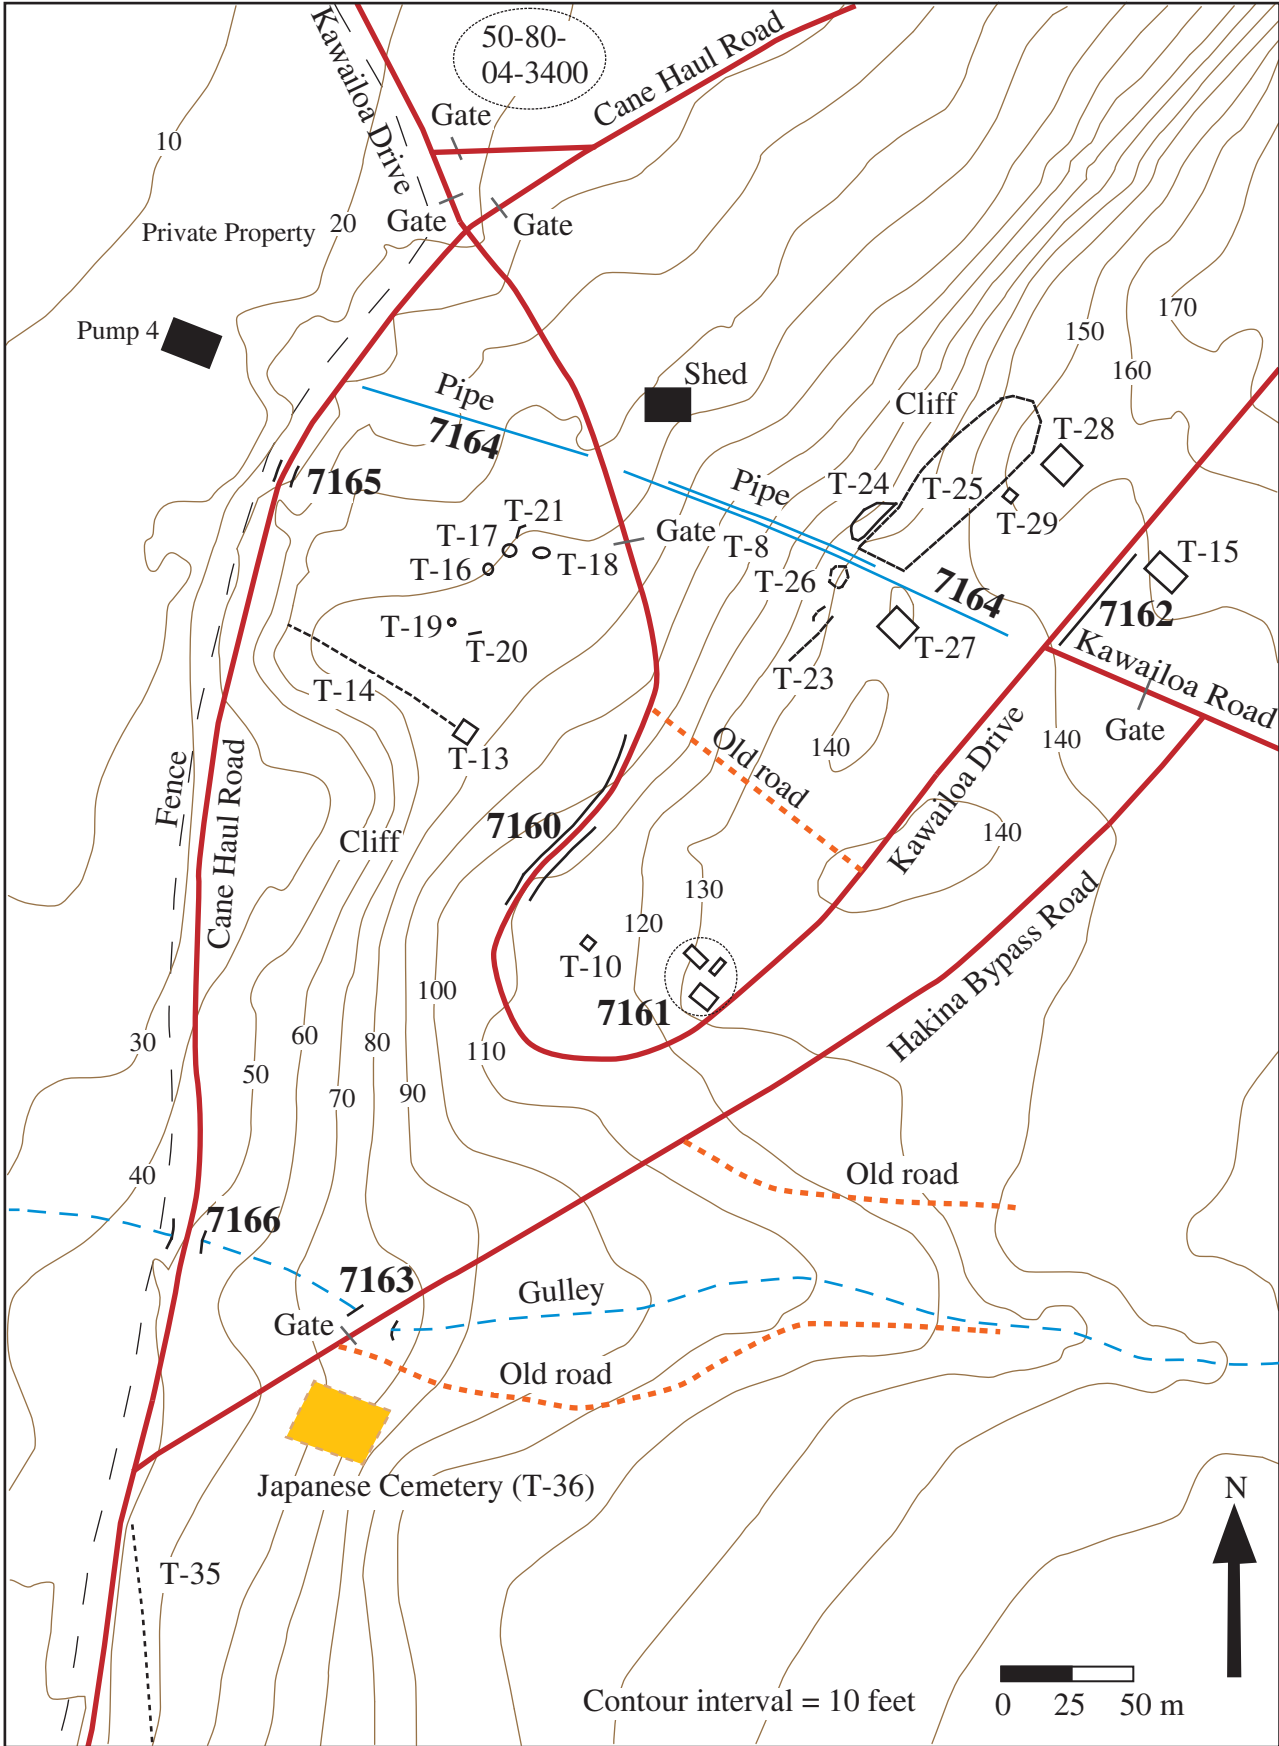 Kawailoa Drive
50-80-
04-3400
Cane Haul Road
Gate
10
Private Property
20
Gate
Gate
Pump 4
170
150
160
Shed
Pipe
Cliff
7164
T-28
7165
Pipe
T-24
T-25
T-21
T-17
T-29
Gate
T-8
T-18
T-16
T-15
T-26
7164
7162
T-19
T-20
T-27
Kawailoa Road
T-23
T-14
Gate
T-13
140
140
Old road
Kawailoa Drive
Fence
Cane Haul Road
7160
Cliff
140
130
120
Hakina Bypass Road
T-10
100
7161
30
60
80
110
50
70
90
40
Old road
7166
7163
Gulley
Gate
Old road
Japanese Cemetery (T-36)
N
T-35
Contour interval = 10 feet
0 25 50 m